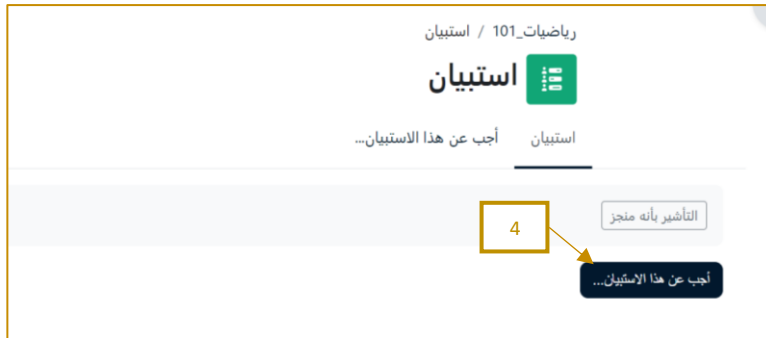 رياضيات_101 / استبيان
استبيان
استبيان أجب عن هذا الاستبيان...
التأشير بأنه منجز
4
أجب عن هذا الاستبيان...